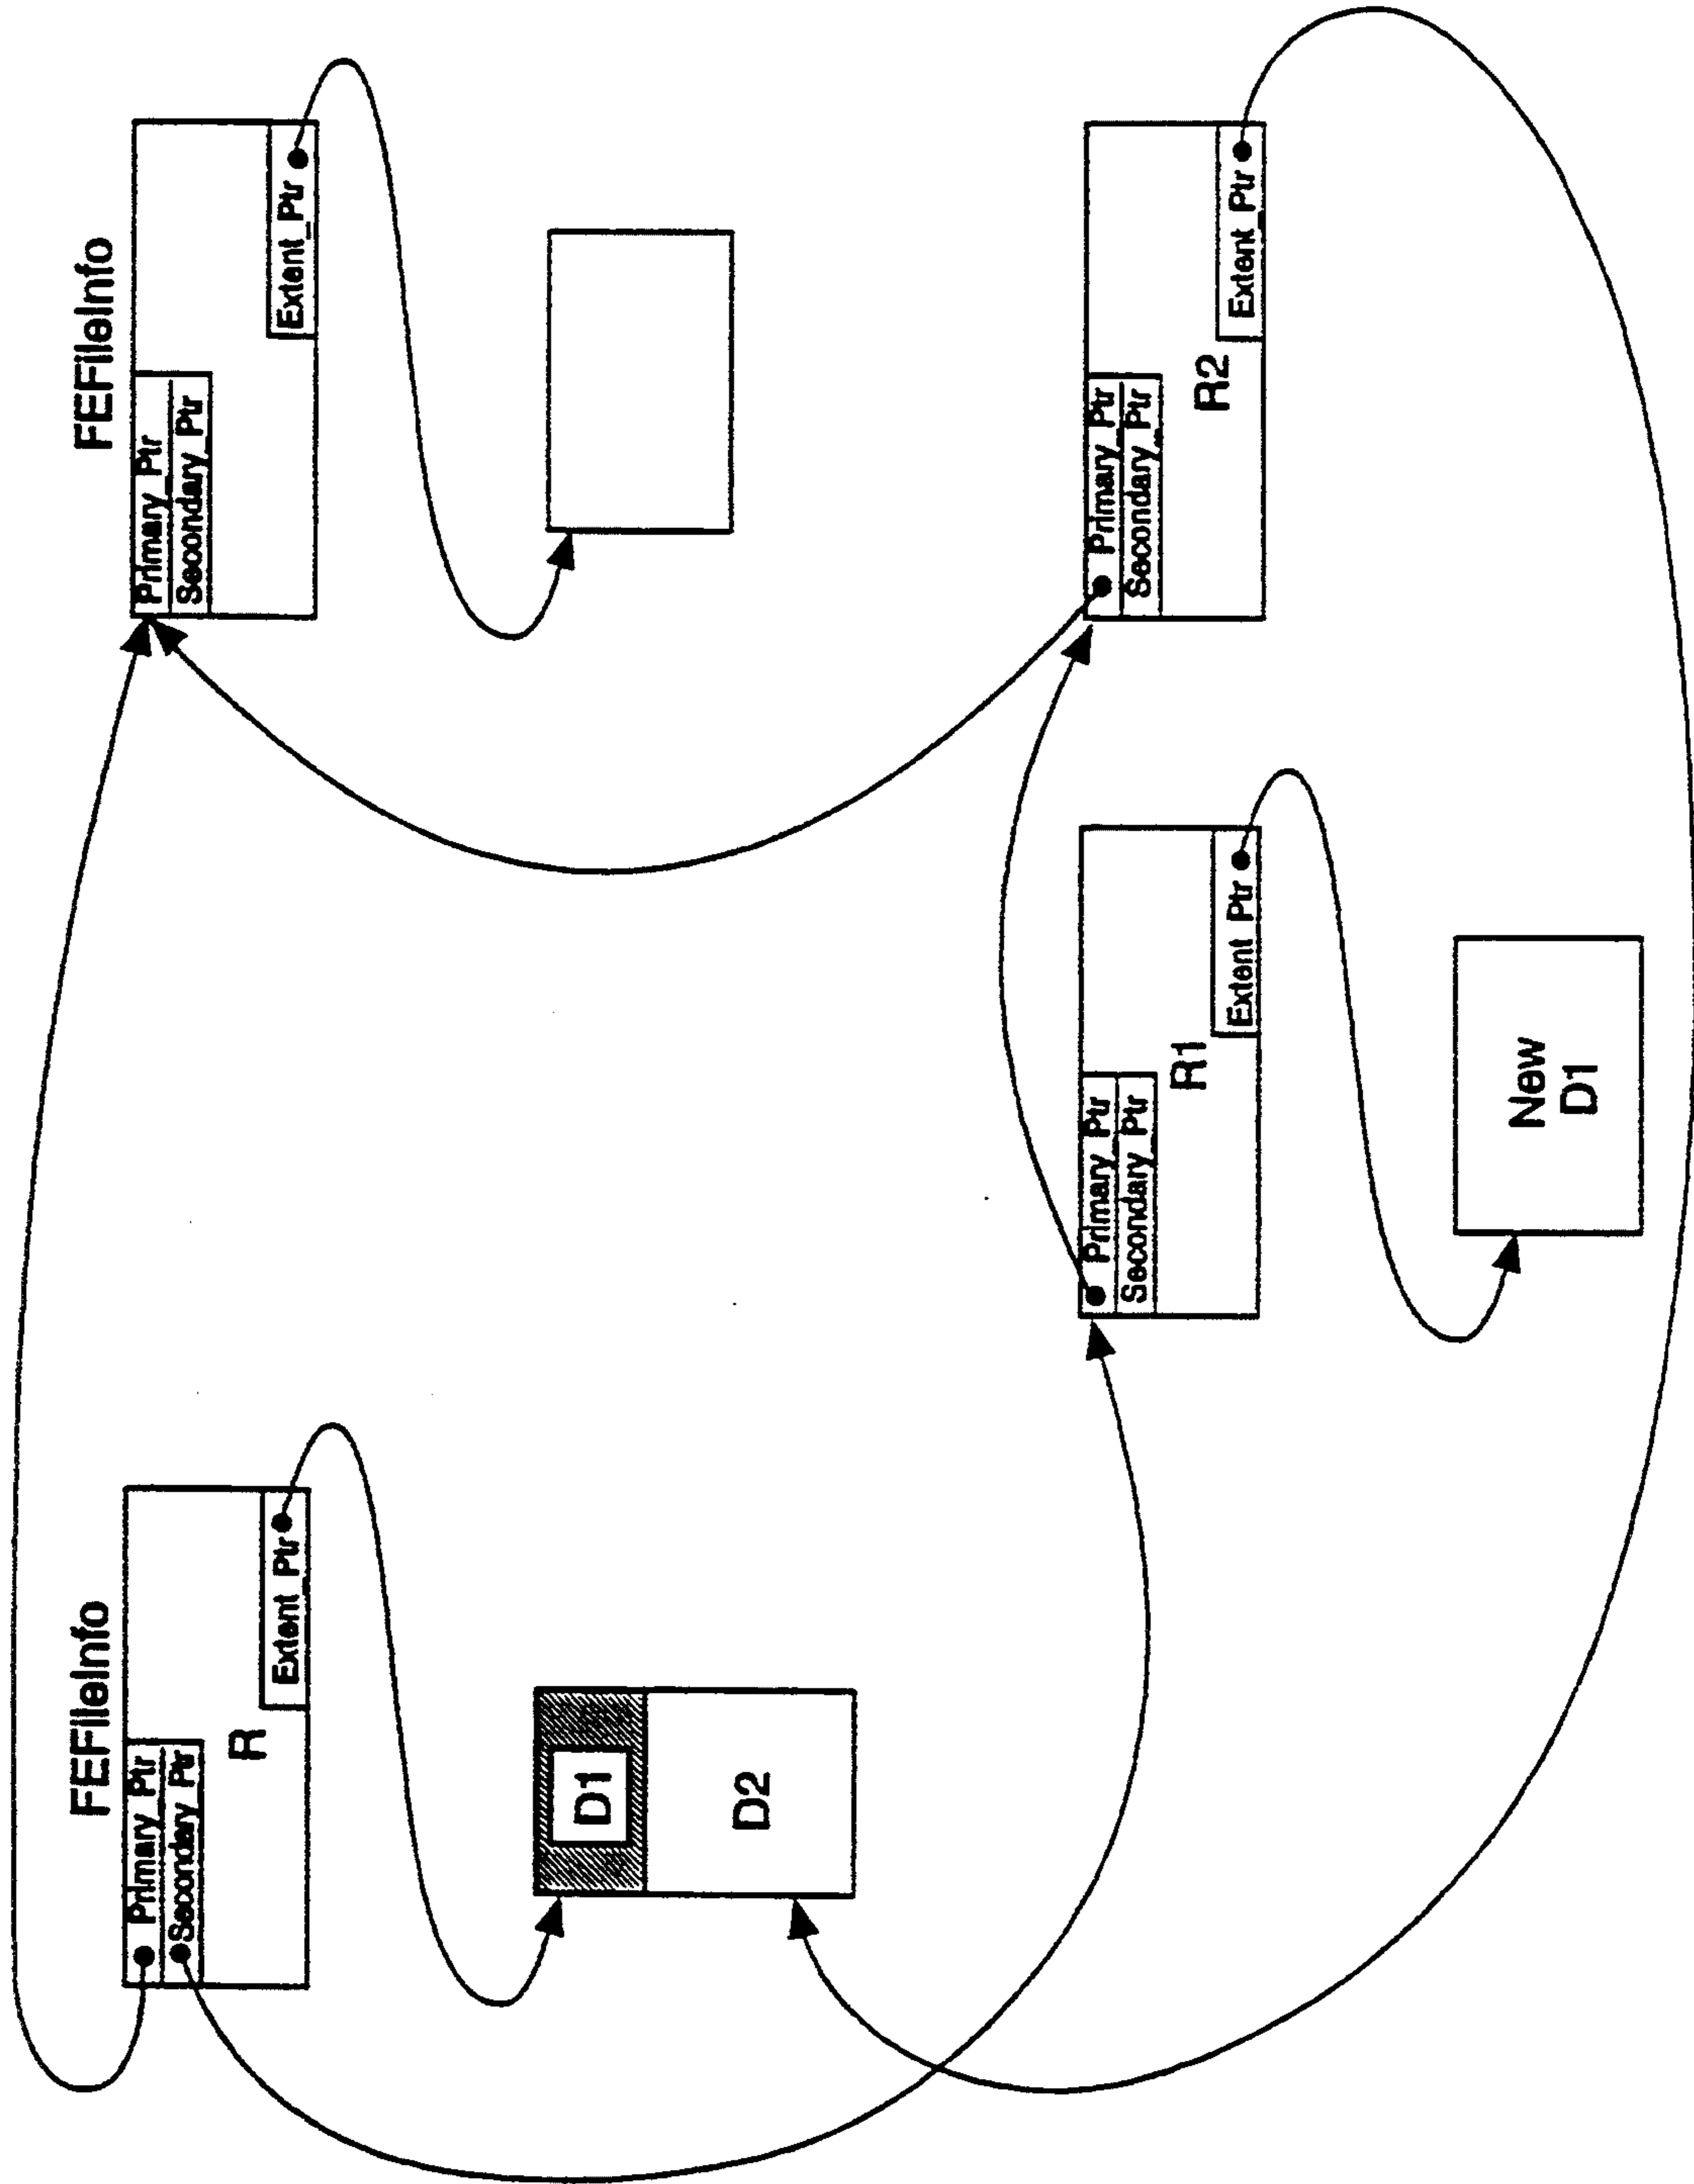 FEFileInfo
Primary_Ptr
Secondary_Ptr
R
Extent_Ptr
D1
D2
FEFileInfo
Primary_Ptr
Secondary_Ptr
Extent_Ptr
Primary_Ptr
Secondary_Ptr
R1
Extent_Ptr
New
D1
Primary_Ptr
Secondary_Ptr
R2
Extent_Ptr